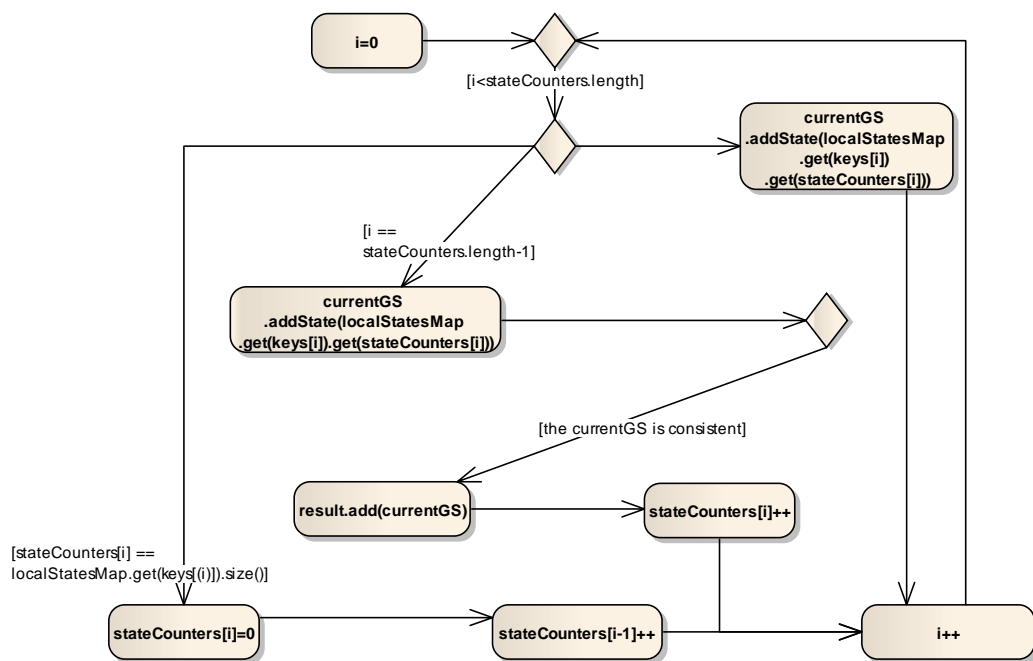 i=0
[i<stateCounters.length]
currentGS
.addState(localStatesMap
.get(keys[i])
.get(stateCounters[i]))
[i ==
stateCounters.length-1]
currentGS
.addState(localStatesMap
.get(keys[i]).get(stateCounters[i]))
[the currentGS is consistent]
result.add(currentGS)
stateCounters[i]++
[stateCounters[i] ==
localStatesMap.get(keys[(i)]).size()]
stateCounters[i]=0
stateCounters[i-1]++
i++